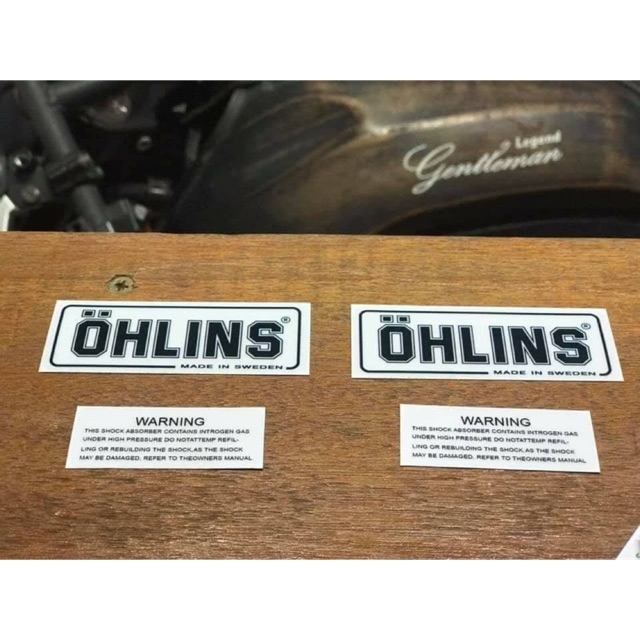 Legend
Gentleman
ÖHLINS®
MADE IN SWEDEN
WARNING
THIS SHOCK ABSORBER CONTAINS INTROGEN GAS
UNDER HIGH PRESSURE DO NOTATTEMP REFIL-
LING OR REBUILDING THE SHOCK,AS THE SHOCK
MAY BE DAMAGED. REFER TO THEOWNERS MANUAL
ÖHLINS®
MADE IN SWEDEN
WARNING
THIS SHOCK ABSORBER CONTAINS INTROGEN GAS
UNDER HIGH PRESSURE DO NOTATTEMP REFIL-
LING OR REBUILDING THE SHOCK,AS THE SHOCK
MAY BE DAMAGED. REFER TO THEOWNERS MANUAL